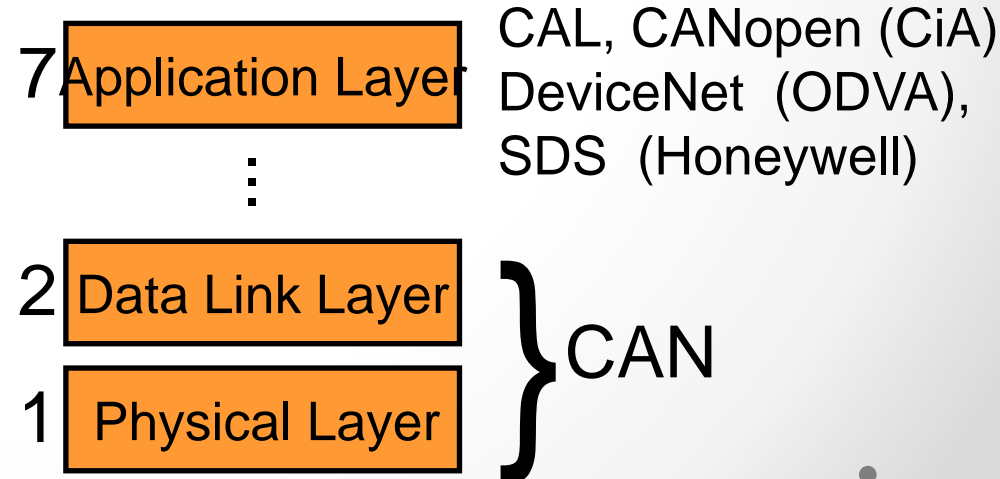 7 Application Layer
CAL, CANopen (CiA)
DeviceNet (ODVA),
SDS (Honeywell)
2 Data Link Layer
1 Physical Layer
} CAN